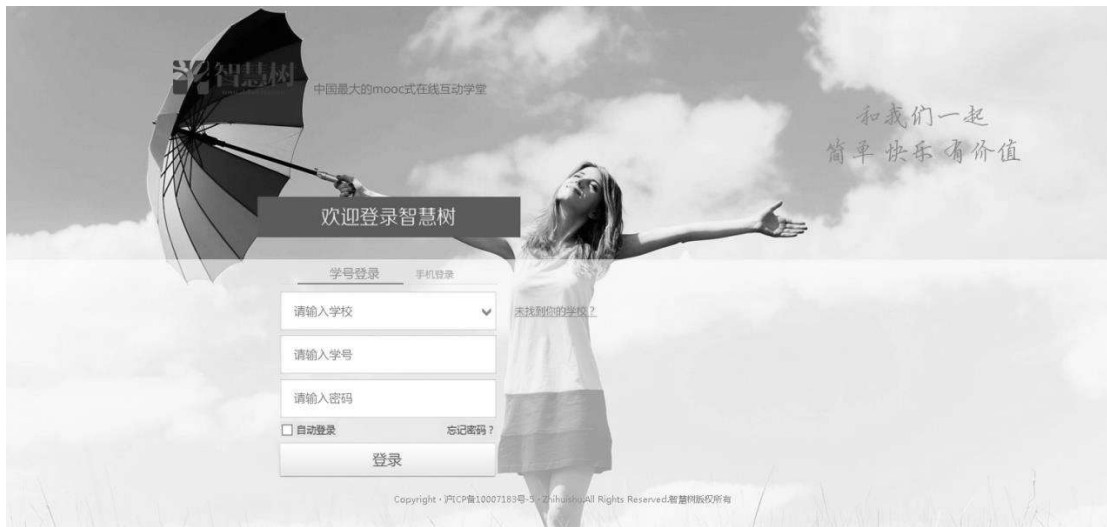 智慧树
中国最大的mooc式在线互动学堂
和我们一起
简单 快乐 有价值
欢迎登录智慧树
学号登录 手机登录
请输入学校
未找到你的学校？
请输入学号
请输入密码
自动登录 忘记密码？
登录
Copyright · 沪ICP备10007183号-5 · Zhihuishu.All Rights Reserved.智慧树版权所有